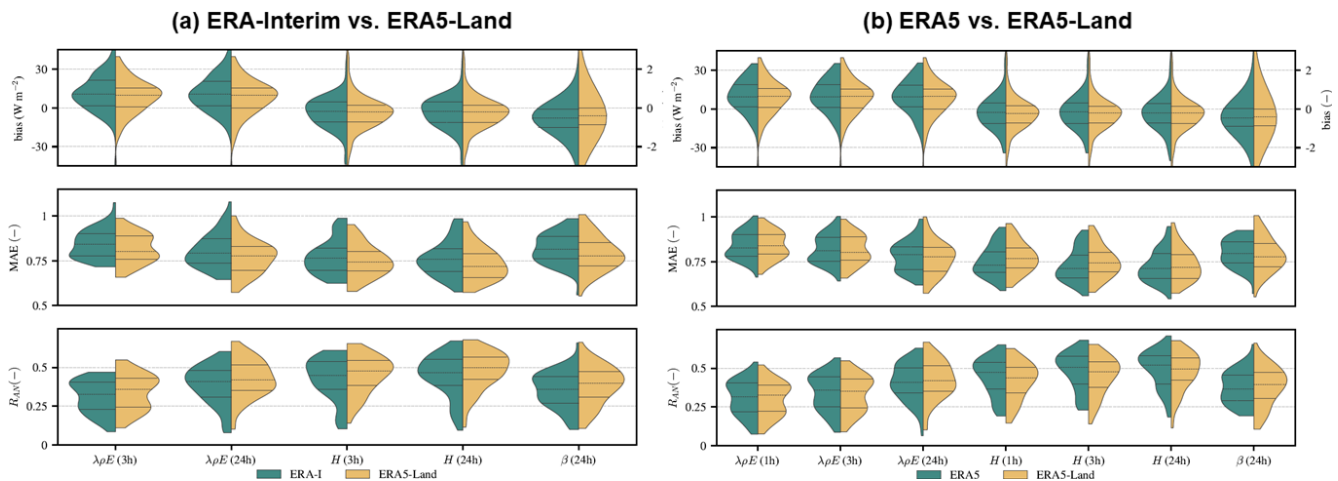 (a) ERA-Interim vs. ERA5-Land
(b) ERA5 vs. ERA5-Land
bias (W m⁻²)
30
0
-30
2
0
-2
MAE (−)
1
0.75
0.5
R_AN(−)
0.5
0.25
0
λρE (3h)
λρE (24h)
H (3h)
H (24h)
β (24h)
ERA-I
ERA5-Land
bias (W m⁻²)
30
0
-30
2
0
-2
bias (−)
MAE (−)
1
0.75
0.5
R_AN(−)
0.5
0.25
0
λρE (1h)
λρE (3h)
λρE (24h)
H (1h)
H (3h)
H (24h)
β (24h)
ERA5
ERA5-Land